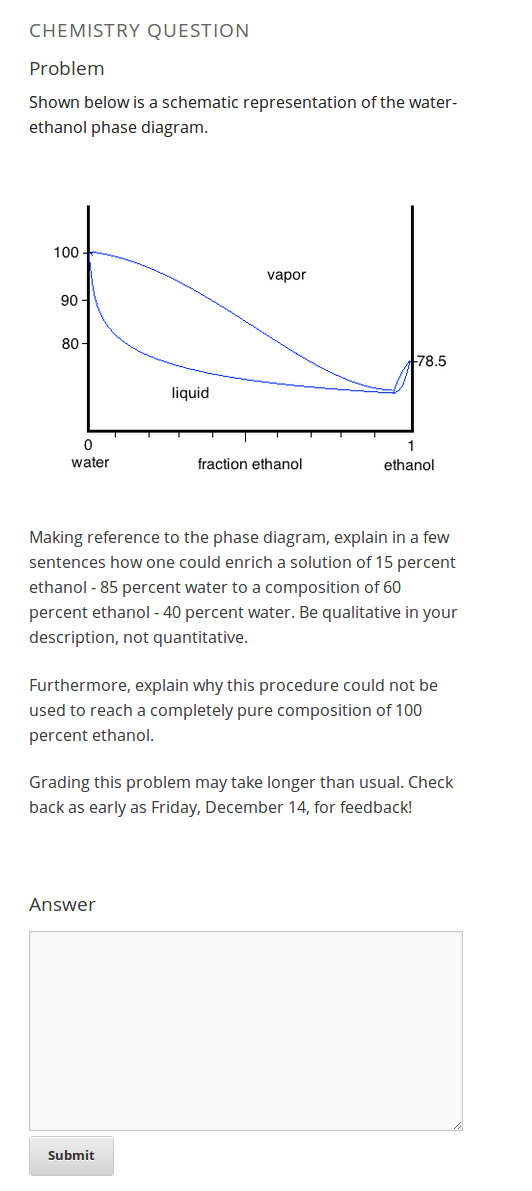 CHEMISTRY QUESTION
Problem
Shown below is a schematic representation of the water-
ethanol phase diagram.
100
vapor
90
80
78.5
liquid
0
1
water
fraction ethanol
ethanol
Making reference to the phase diagram, explain in a few
sentences how one could enrich a solution of 15 percent
ethanol - 85 percent water to a composition of 60
percent ethanol - 40 percent water. Be qualitative in your
description, not quantitative.
Furthermore, explain why this procedure could not be
used to reach a completely pure composition of 100
percent ethanol.
Grading this problem may take longer than usual. Check
back as early as Friday, December 14, for feedback!
Answer
Submit